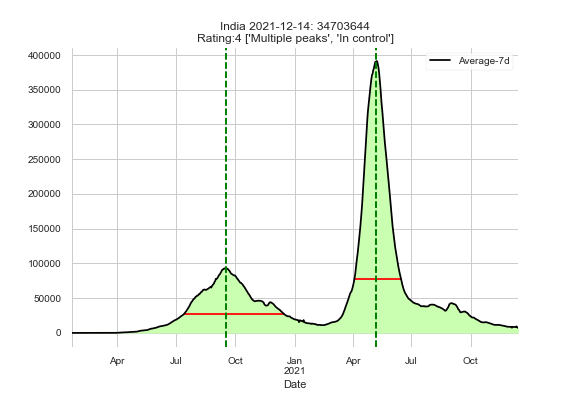 India 2021-12-14: 34703644
Rating:4 ['Multiple peaks', 'In control']
Average-7d
400000
350000
300000
250000
200000
150000
100000
50000
0
Apr Jul Oct Jan Apr Jul Oct
2021
Date